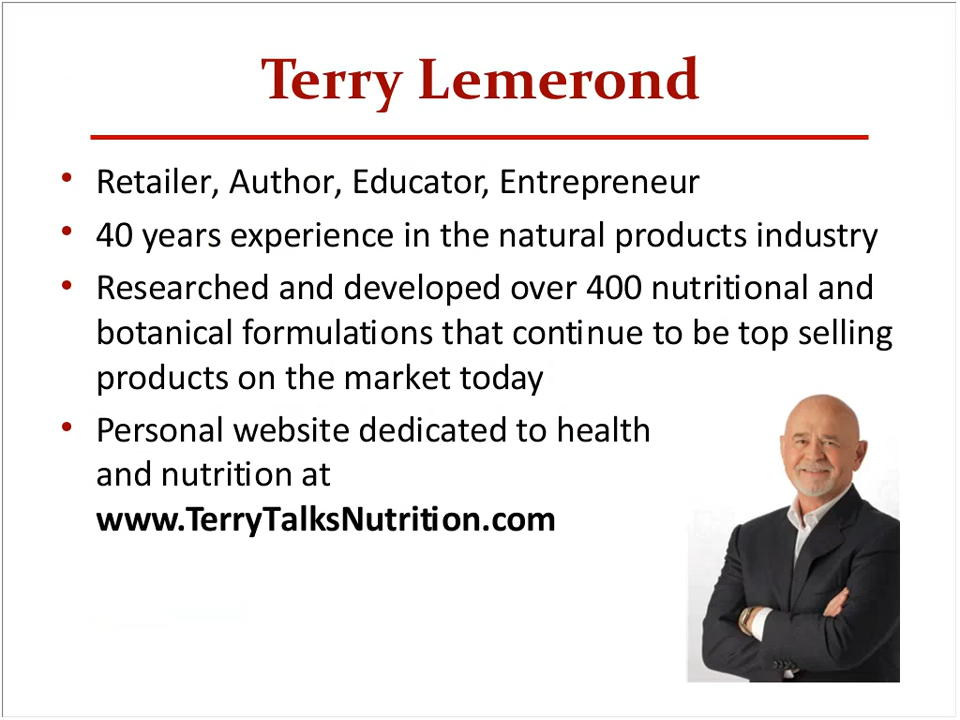 Terry Lemerond
• Retailer, Author, Educator, Entrepreneur
• 40 years experience in the natural products industry
• Researched and developed over 400 nutritional and
botanical formulations that continue to be top selling
products on the market today
• Personal website dedicated to health
and nutrition at
www.TerryTalksNutrition.com